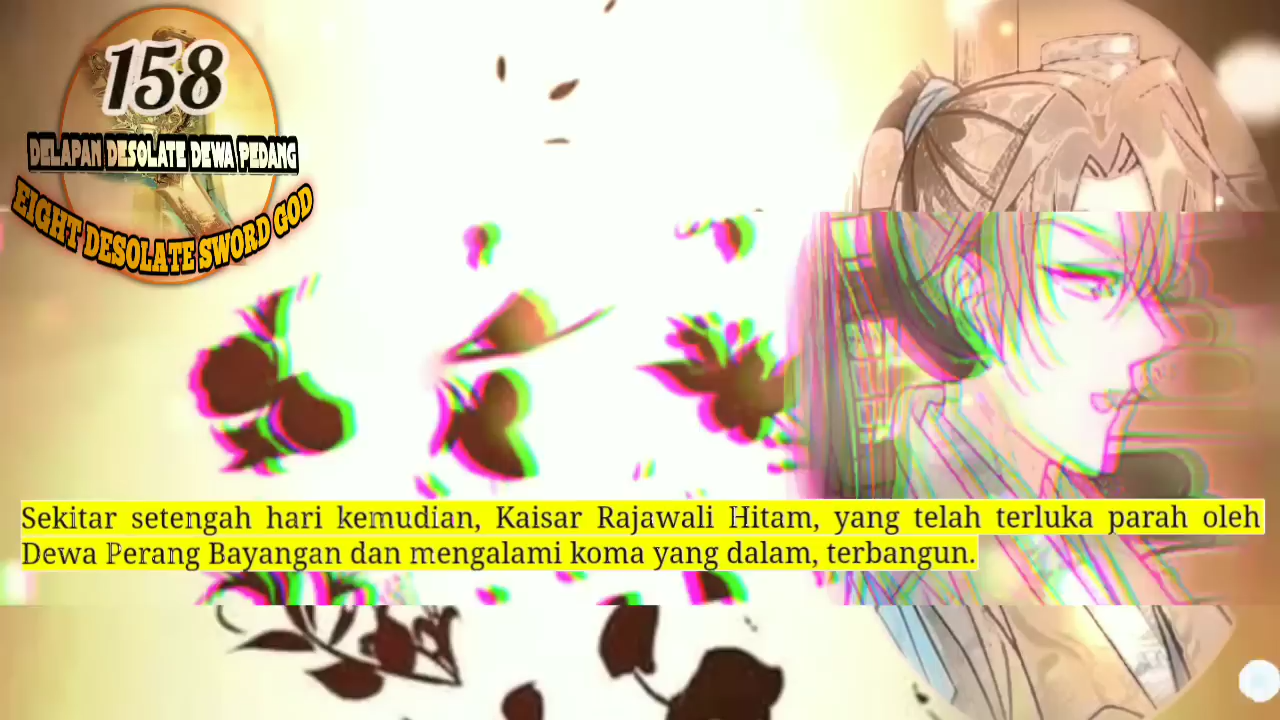 158
DELAPAN DESOLATE DEWA PEDANG
EIGHT DESOLATE SWORD GOD
Sekitar setengah hari kemudian, Kaisar Rajawali Hitam, yang telah terluka parah oleh
Dewa Perang Bayangan dan mengalami koma yang dalam, terbangun.